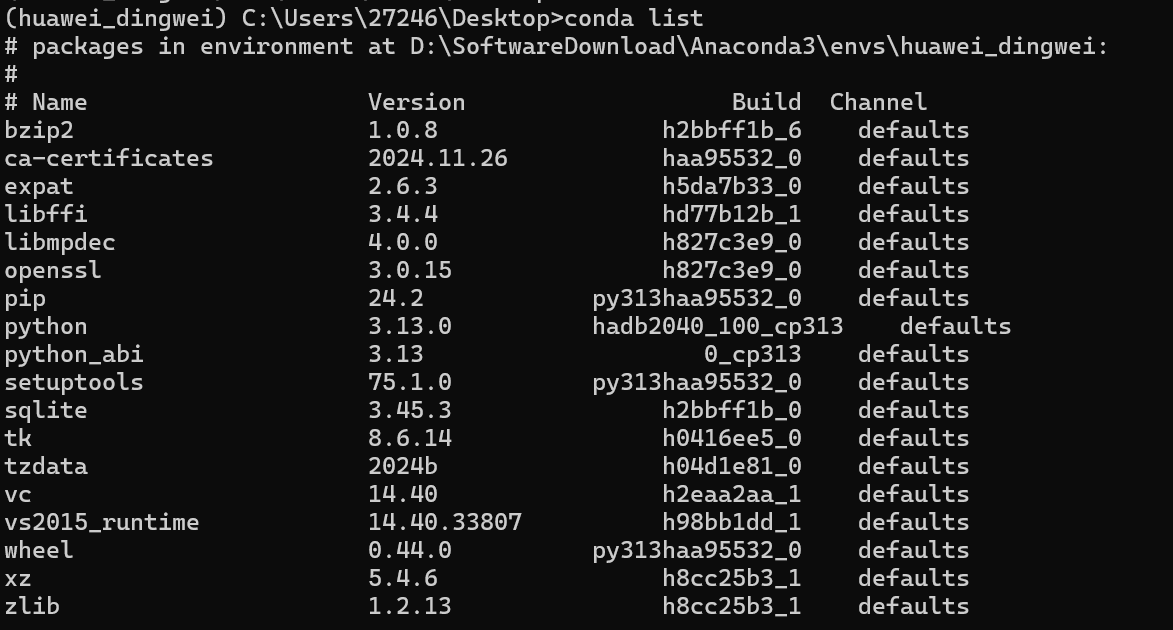 (huawei_dingwei) C:\Users\27246\Desktop>conda list
# packages in environment at D:\SoftwareDownload\Anaconda3\envs\huawei_dingwei:
#
# Name                    Version                   Build  Channel
bzip2                     1.0.8                h2bbff1b_6    defaults
ca-certificates           2024.11.26           haa95532_0    defaults
expat                     2.6.3                h5da7b33_0    defaults
libffi                    3.4.4                hd77b12b_1    defaults
libmpdec                  4.0.0                h827c3e9_0    defaults
openssl                   3.0.15               h827c3e9_0    defaults
pip                       24.2            py313haa95532_0    defaults
python                    3.13.0          hadb2040_100_cp313    defaults
python_abi                3.13                    0_cp313    defaults
setuptools                75.1.0          py313haa95532_0    defaults
sqlite                    3.45.3               h2bbff1b_0    defaults
tk                        8.6.14               h0416ee5_0    defaults
tzdata                    2024b                h04d1e81_0    defaults
vc                        14.40                h2eaa2aa_1    defaults
vs2015_runtime            14.40.33807          h98bb1dd_1    defaults
wheel                     0.44.0          py313haa95532_0    defaults
xz                        5.4.6                h8cc25b3_1    defaults
zlib                      1.2.13               h8cc25b3_1    defaults